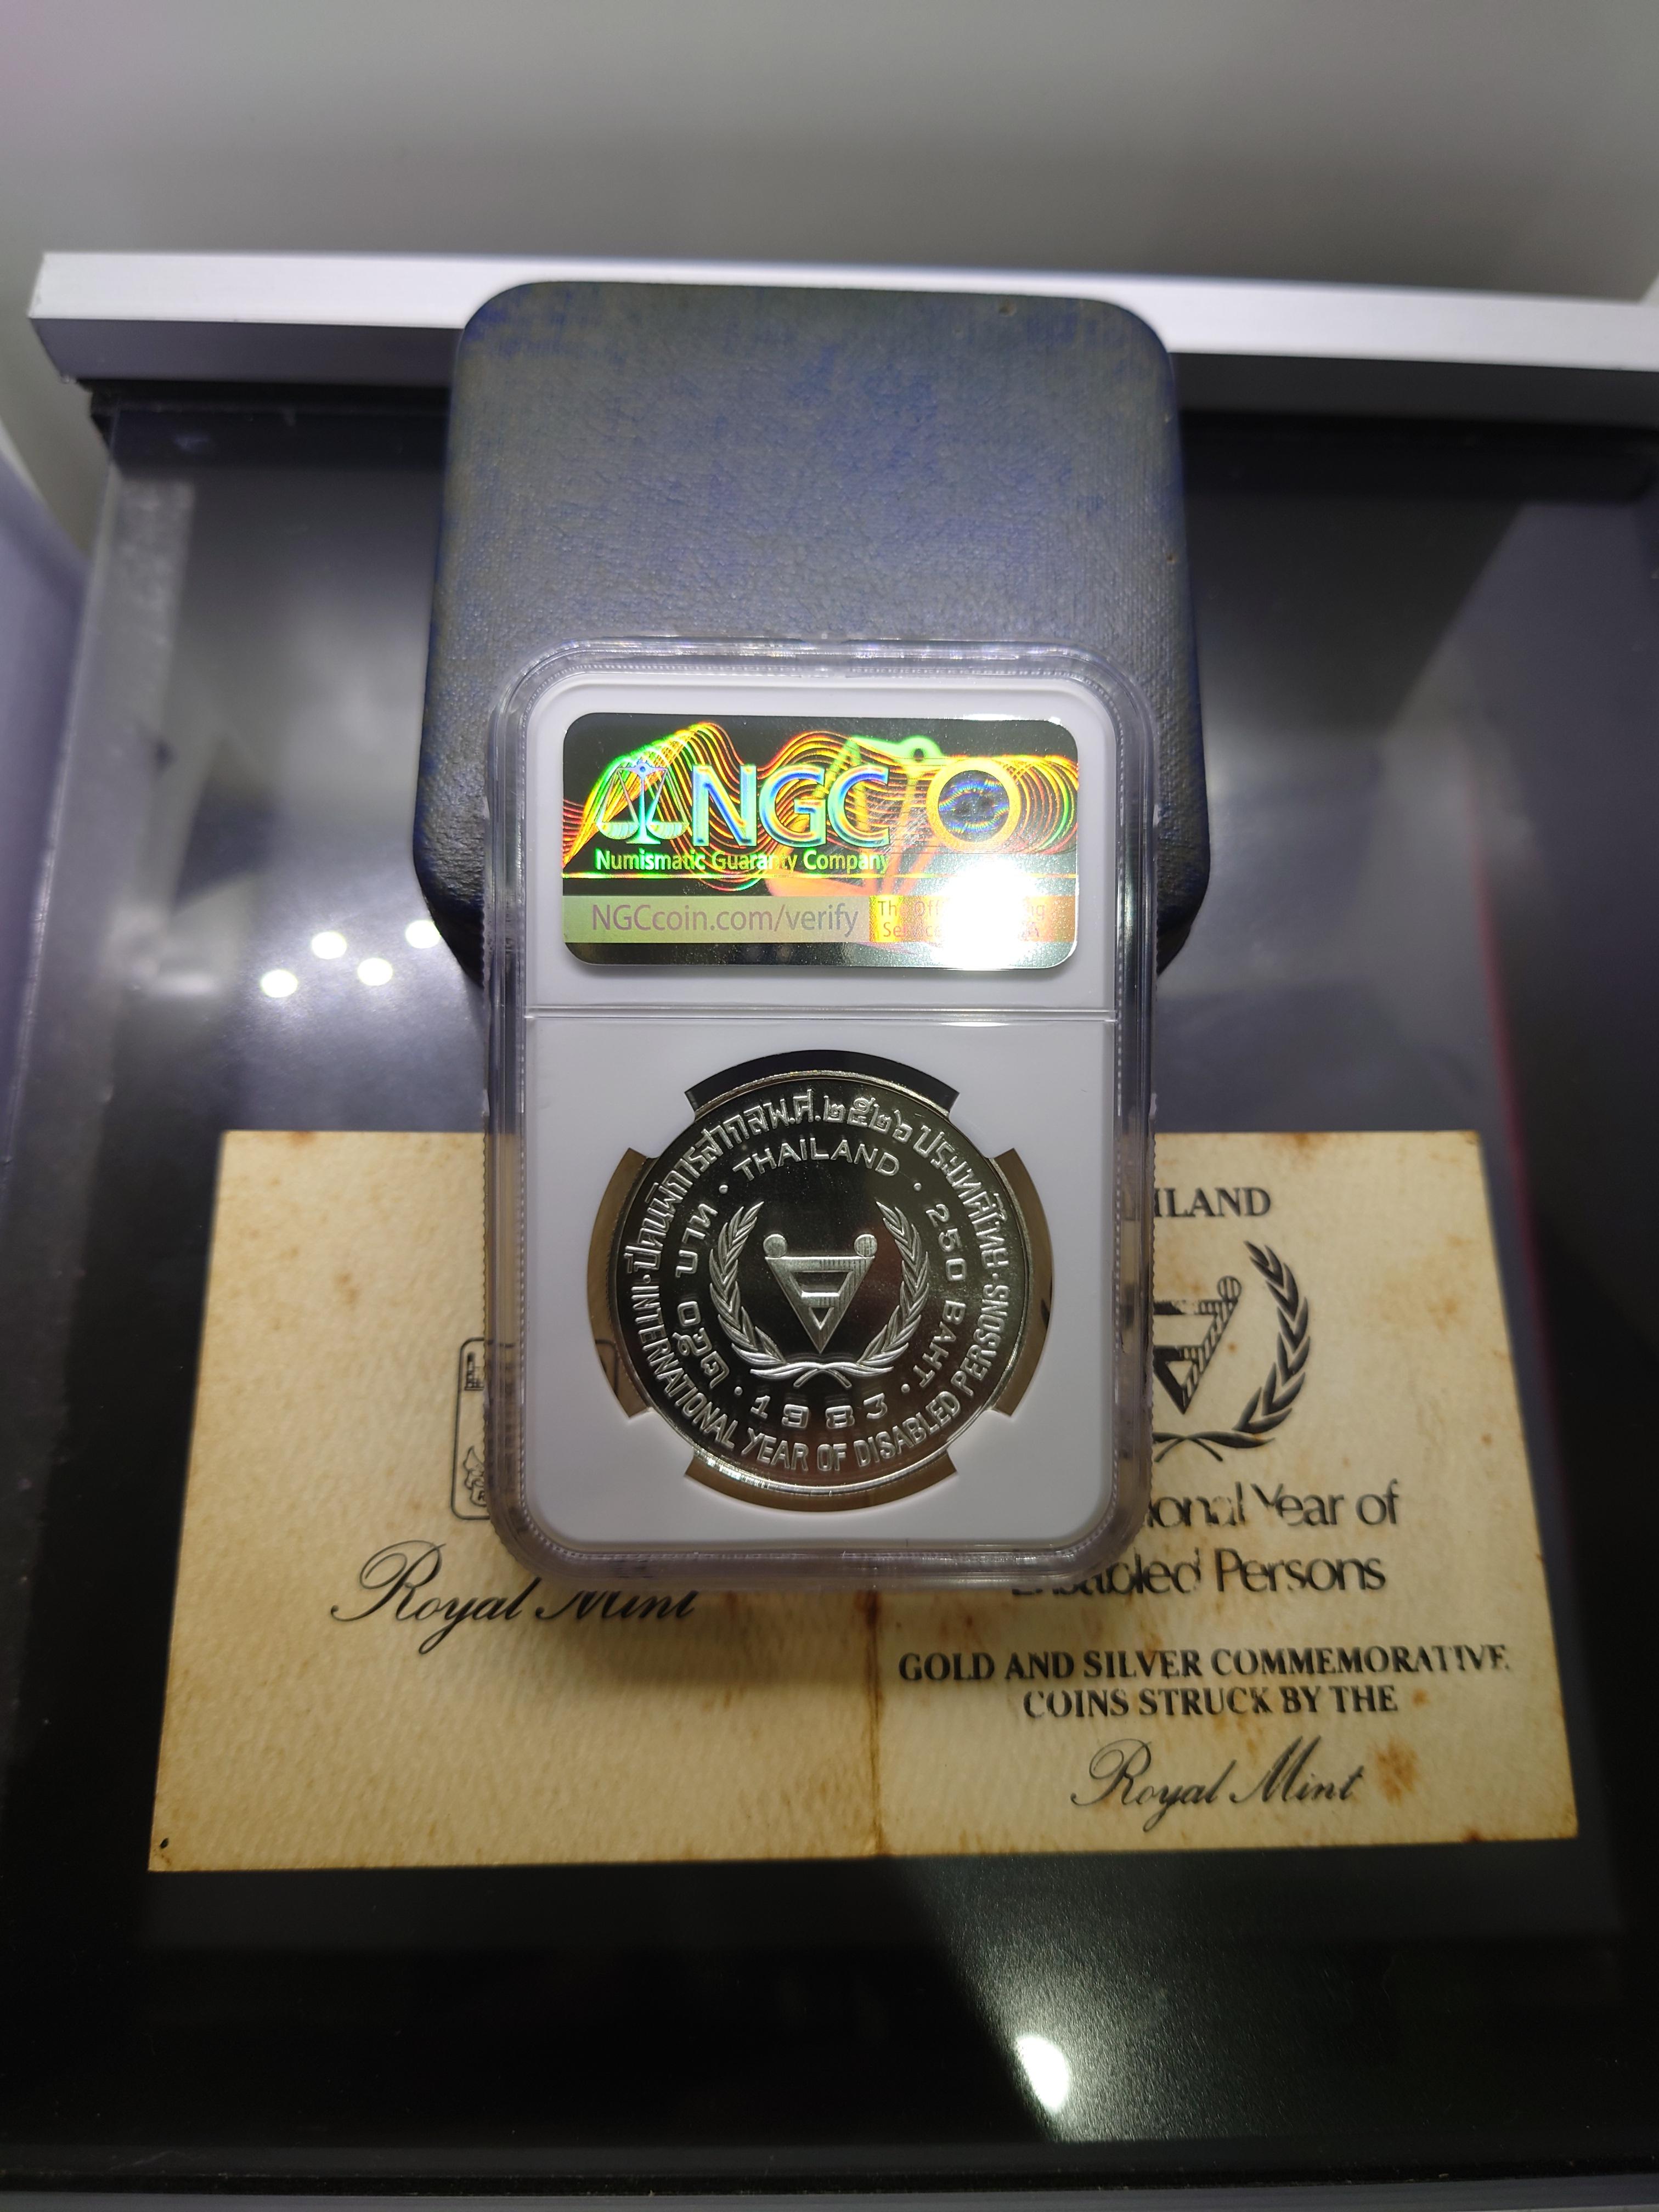 NGC
Numismatic Guaranty Company
NGCcoin.com/verify
ปีคนพิการสากล พ.ศ. ๒๕๒๖ ประเทศไทย
THAILAND
๒๕๐ บาท
250 BAHT
1983
INTERNATIONAL YEAR OF DISABLED PERSONS
Royal Mint
Year of
Persons
GOLD AND SILVER COMMEMORATIVE
COINS STRUCK BY THE
Royal Mint